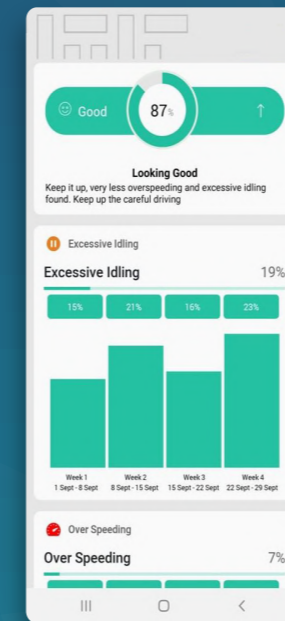 Good
87%
Looking Good
Keep it up, very less overspeeding and excessive idling
found. Keep up the careful driving
Excessive Idling
Excessive Idling 19%
15% 21% 16% 23%
Week 1 Week 2 Week 3 Week 4
1 Sept - 8 Sept 8 Sept - 15 Sept 15 Sept - 22 Sept 22 Sept - 29 Sept
Over Speeding
Over Speeding 7%